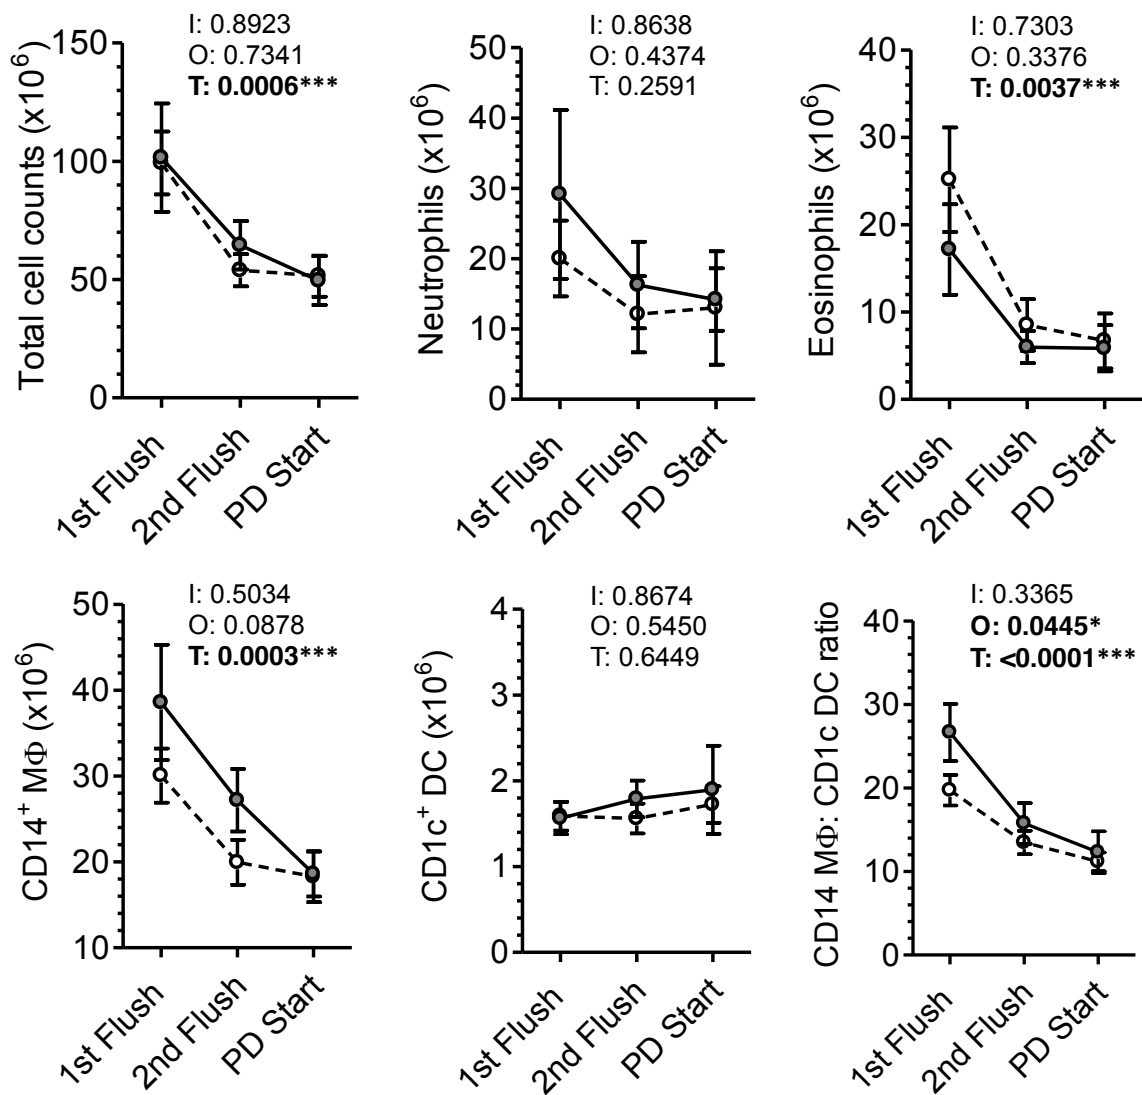 I: 0.8923
O: 0.7341
T: 0.0006***
Total cell counts (x10⁶)
150
100
50
0
1st Flush
2nd Flush
PD Start
I: 0.8638
O: 0.4374
T: 0.2591
Neutrophils (x10⁶)
50
40
30
20
10
0
1st Flush
2nd Flush
PD Start
I: 0.7303
O: 0.3376
T: 0.0037***
Eosinophils (x10⁶)
40
30
20
10
0
1st Flush
2nd Flush
PD Start
I: 0.5034
O: 0.0878
T: 0.0003***
CD14⁺ MΦ (x10⁶)
50
40
30
20
10
1st Flush
2nd Flush
PD Start
I: 0.8674
O: 0.5450
T: 0.6449
CD1c⁺ DC (x10⁶)
4
3
2
1
0
1st Flush
2nd Flush
PD Start
I: 0.3365
O: 0.0445*
T: <0.0001***
CD14 MΦ: CD1c DC ratio
40
30
20
10
0
1st Flush
2nd Flush
PD Start